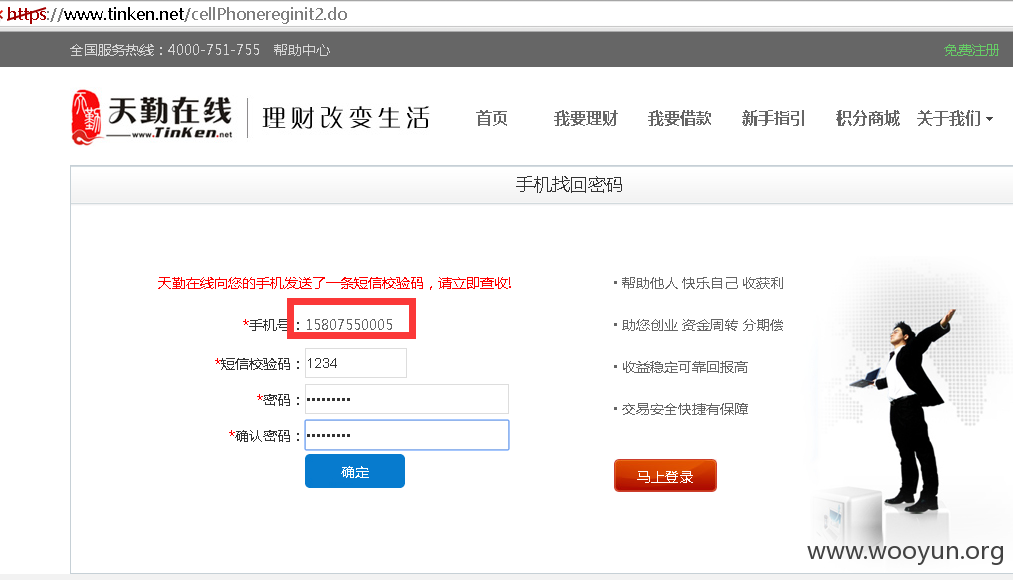 https://www.tinken.net/cellPhonereginit2.do
全国服务热线：4000-751-755 帮助中心 免费注册
天勤 天勤在线 www.TinKen.net 理财改变生活
首页 我要理财 我要借款 新手指引 积分商城 关于我们
手机找回密码
天勤在线向您的手机发送了一条短信校验码，请立即查收!
*手机号：15807550005
*短信校验码：1234
*密码：•••••••••
*确认密码：•••••••••
确定
• 帮助他人 快乐自己 收获利
• 助您创业 资金周转 分期偿
• 收益稳定可靠回报高
• 交易安全快捷有保障
马上登录
www.wooyun.org